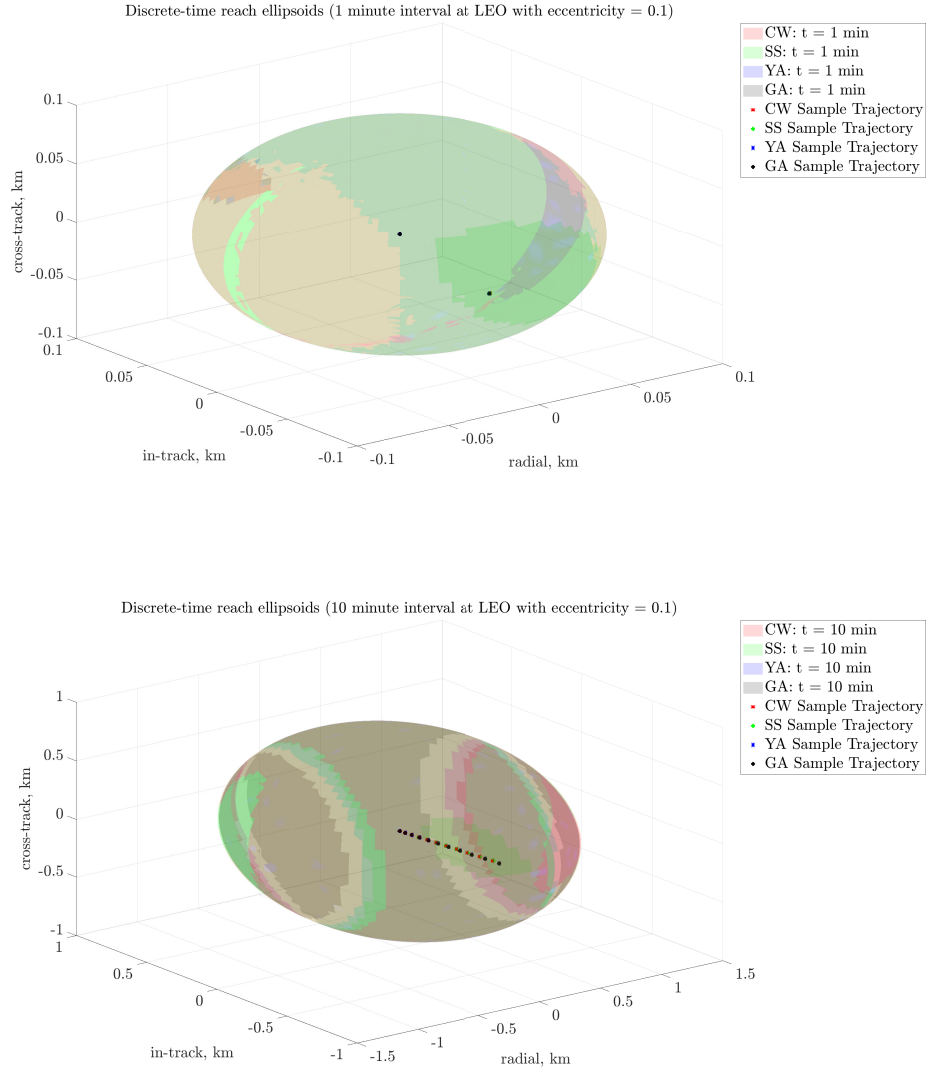 Discrete-time reach ellipsoids (1 minute interval at LEO with eccentricity = 0.1)
CW: t = 1 min
SS: t = 1 min
YA: t = 1 min
GA: t = 1 min
CW Sample Trajectory
SS Sample Trajectory
YA Sample Trajectory
GA Sample Trajectory
0.1
0.05
0
-0.05
-0.1
cross-track, km
0.1
0.05
0
-0.05
-0.1
in-track, km
-0.1
-0.05
0
0.05
0.1
radial, km
Discrete-time reach ellipsoids (10 minute interval at LEO with eccentricity = 0.1)
CW: t = 10 min
SS: t = 10 min
YA: t = 10 min
GA: t = 10 min
CW Sample Trajectory
SS Sample Trajectory
YA Sample Trajectory
GA Sample Trajectory
1
0.5
0
-0.5
-1
cross-track, km
1
0.5
0
-0.5
-1
in-track, km
-1.5
-1
-0.5
0
0.5
1
1.5
radial, km